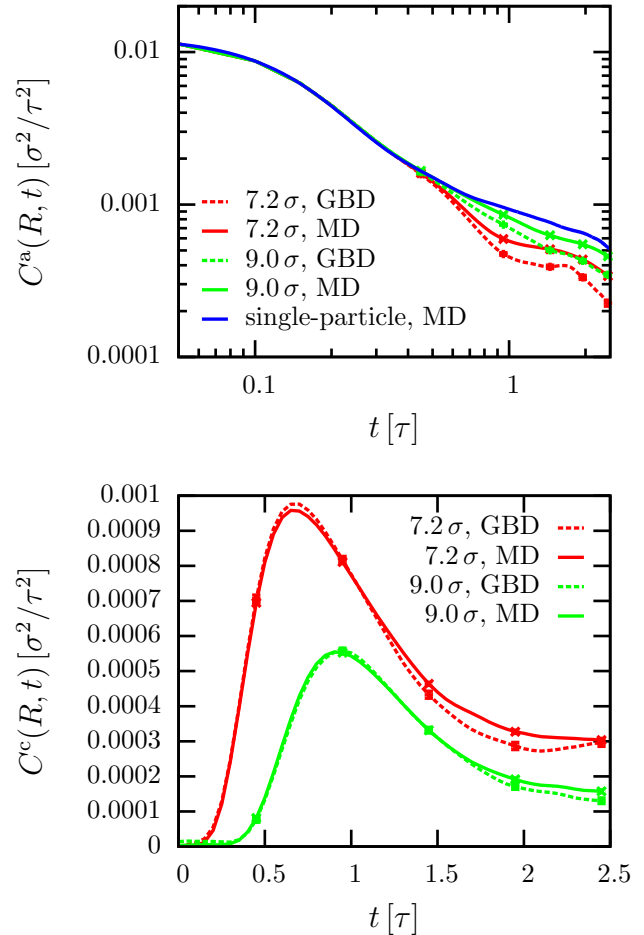 0.01
0.001
0.0001
C′ᵃ(R, t) [σ²/τ²]
7.2 σ, GBD
7.2 σ, MD
9.0 σ, GBD
9.0 σ, MD
single-particle, MD
0.1 1
t [τ]
0.001
0.0009
0.0008
0.0007
0.0006
0.0005
0.0004
0.0003
0.0002
0.0001
0
C′ᶜ(R, t) [σ²/τ²]
7.2 σ, GBD
7.2 σ, MD
9.0 σ, GBD
9.0 σ, MD
0 0.5 1 1.5 2 2.5
t [τ]